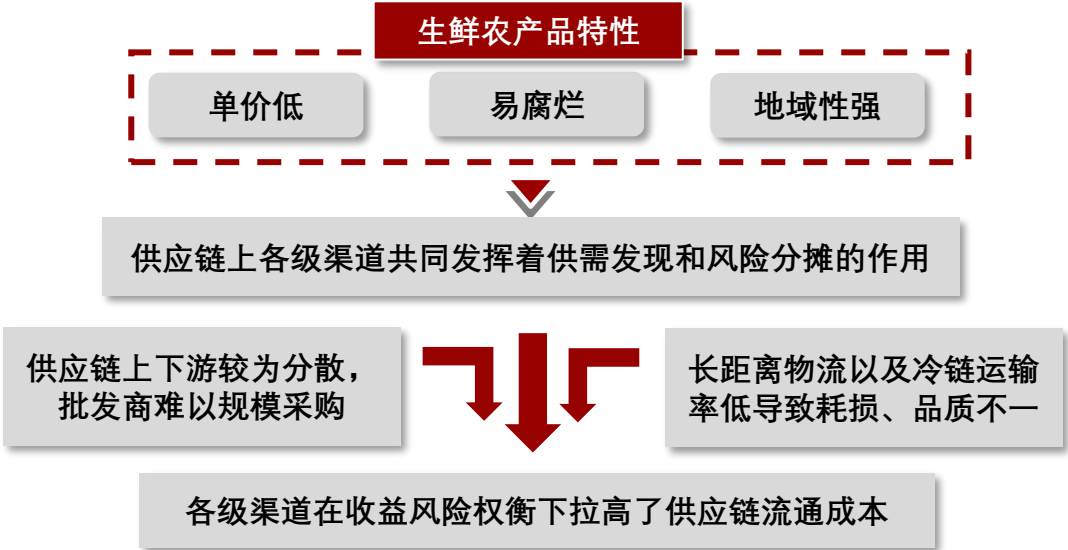 生鲜农产品特性
单价低
易腐烂
地域性强
供应链上各级渠道共同发挥着供需发现和风险分摊的作用
供应链上下游较为分散，
批发商难以规模采购
长距离物流以及冷链运输
率低导致耗损、品质不一
各级渠道在收益风险权衡下拉高了供应链流通成本